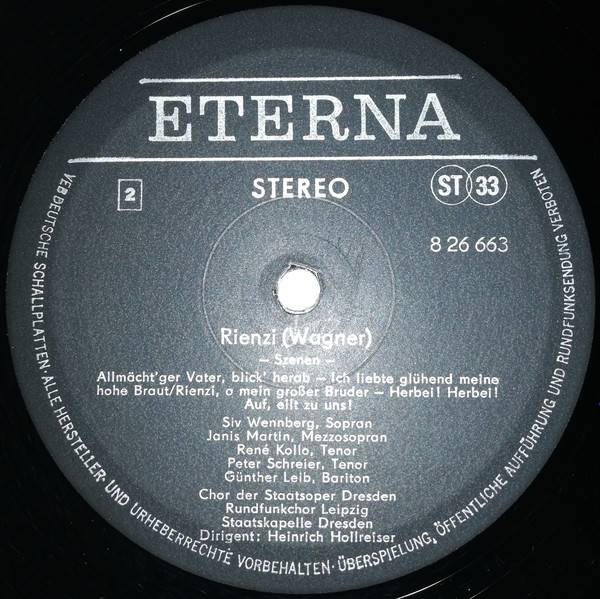 ETERNA
2
STEREO
ST 33
8 26 663
Rienzi (Wagner)
– Szenen –
Allmächt'ger Vater, blick' herab – Ich liebte glühend meine
hohe Braut/Rienzi, o mein großer Bruder – Herbei! Herbei!
Auf, eilt zu uns!
Siv Wennberg, Sopran
Janis Martin, Mezzosopran
René Kollo, Tenor
Peter Schreier, Tenor
Günther Leib, Bariton
Chor der Staatsoper Dresden
Rundfunkchor Leipzig
Staatskapelle Dresden
Dirigent: Heinrich Hollreiser
VEB DEUTSCHE SCHALLPLATTEN · ALLE HERSTELLER- UND URHEBERRECHTE VORBEHALTEN · ÜBERSPIELUNG, ÖFFENTLICHE AUFFÜHRUNG UND RUNDFUNKSENDUNG VERBOTEN